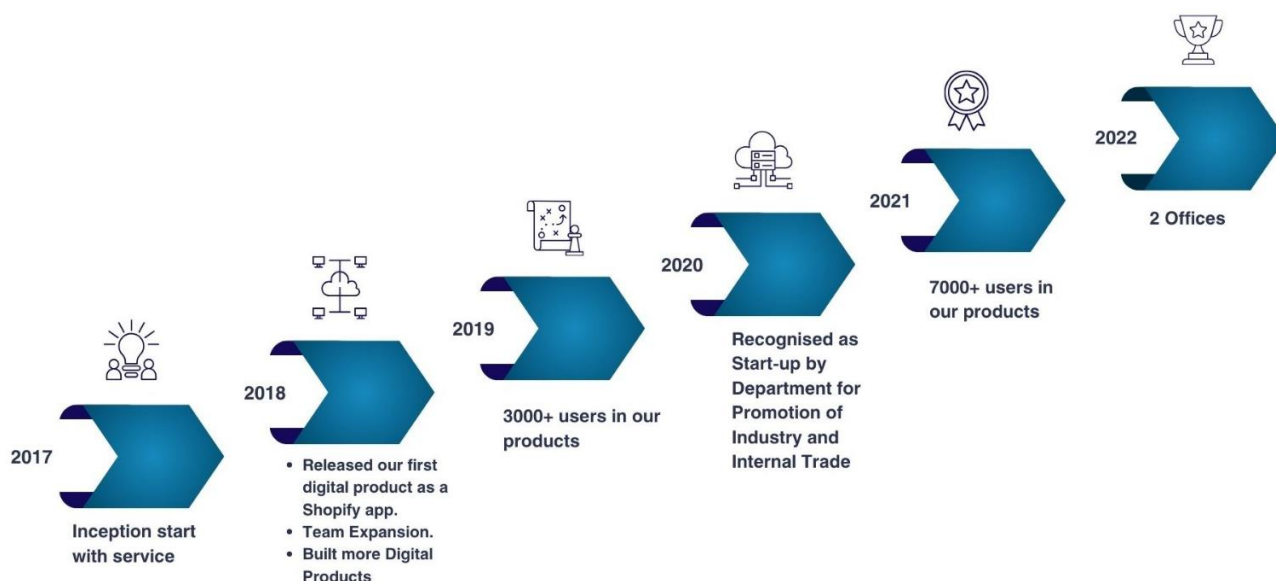 2017
Inception start
with service
2018
• Released our first
digital product as a
Shopify app.
• Team Expansion.
• Built more Digital
Products
2019
3000+ users in our
products
2020
Recognised as
Start-up by
Department for
Promotion of
Industry and
Internal Trade
2021
7000+ users in
our products
2022
2 Offices